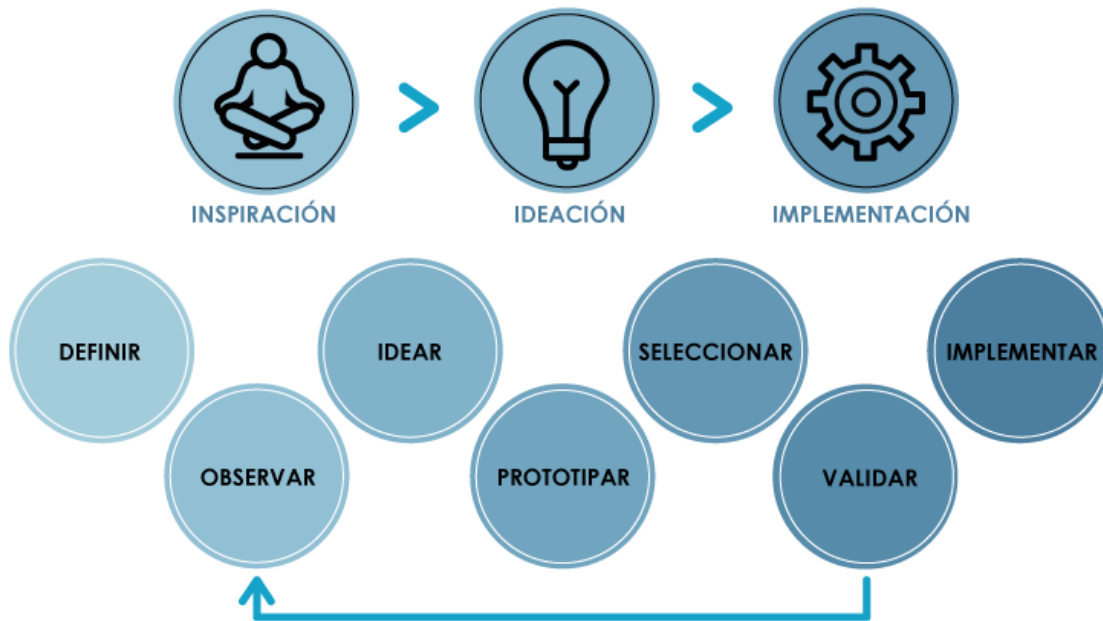 INSPIRACIÓN
IDEACIÓN
IMPLEMENTACIÓN
DEFINIR
OBSERVAR
IDEAR
PROTOTIPAR
SELECCIONAR
VALIDAR
IMPLEMENTAR